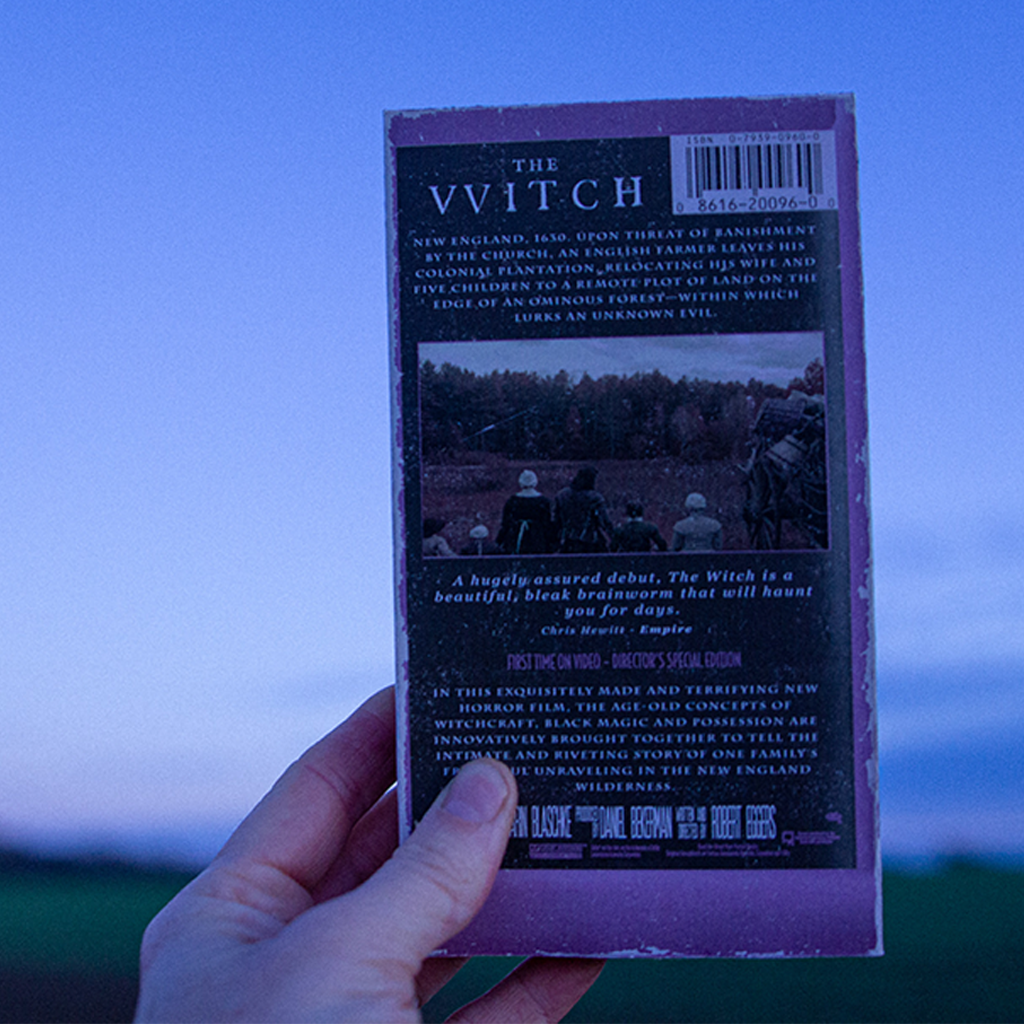 ISBN 0-7939-0960-0
0 8616-20096-0 0
THE
VVITCH
NEW ENGLAND, 1630. UPON THREAT OF BANISHMENT
BY THE CHURCH, AN ENGLISH FARMER LEAVES HIS
COLONIAL PLANTATION, RELOCATING HIS WIFE AND
FIVE CHILDREN TO A REMOTE PLOT OF LAND ON THE
EDGE OF AN OMINOUS FOREST—WITHIN WHICH
LURKS AN UNKNOWN EVIL.
A hugely assured debut, The Witch is a
beautiful, bleak brainworm that will haunt
you for days.
Chris Hewitt - Empire
FIRST TIME ON VIDEO - DIRECTOR'S SPECIAL EDITION
IN THIS EXQUISITELY MADE AND TERRIFYING NEW
HORROR FILM, THE AGE-OLD CONCEPTS OF
WITCHCRAFT, BLACK MAGIC AND POSSESSION ARE
INNOVATIVELY BROUGHT TOGETHER TO TELL THE
INTIMATE AND RIVETING STORY OF ONE FAMILY'S
UNRAVELING IN THE NEW ENGLAND
WILDERNESS
BLASCHKE PRODUCED BY DANIEL BEKERMAN WRITTEN AND DIRECTED BY ROBERT EGGERS